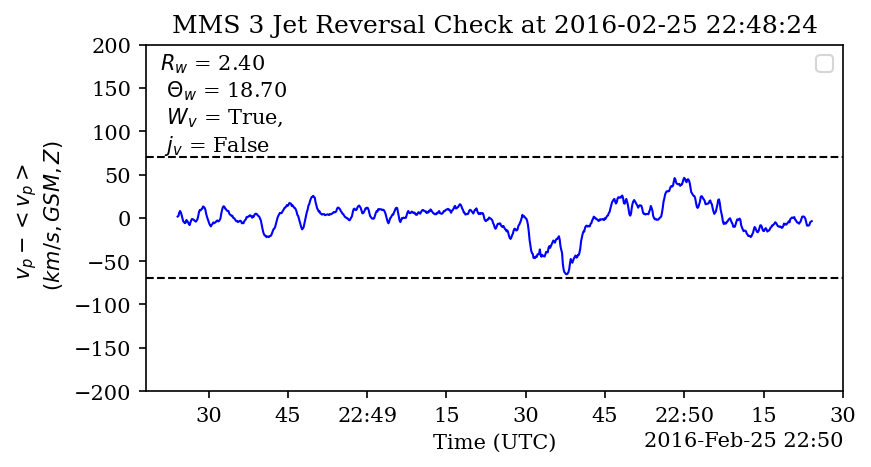 MMS 3 Jet Reversal Check at 2016-02-25 22:48:24
200
150
100
50
0
−50
−100
−150
−200
v_p − < v_p >
(km/s, GSM, Z)
R_w = 2.40
Θ_w = 18.70
W_v = True,
j_v = False
30 45 22:49 15 30 45 22:50 15 30
Time (UTC)
2016-Feb-25 22:50